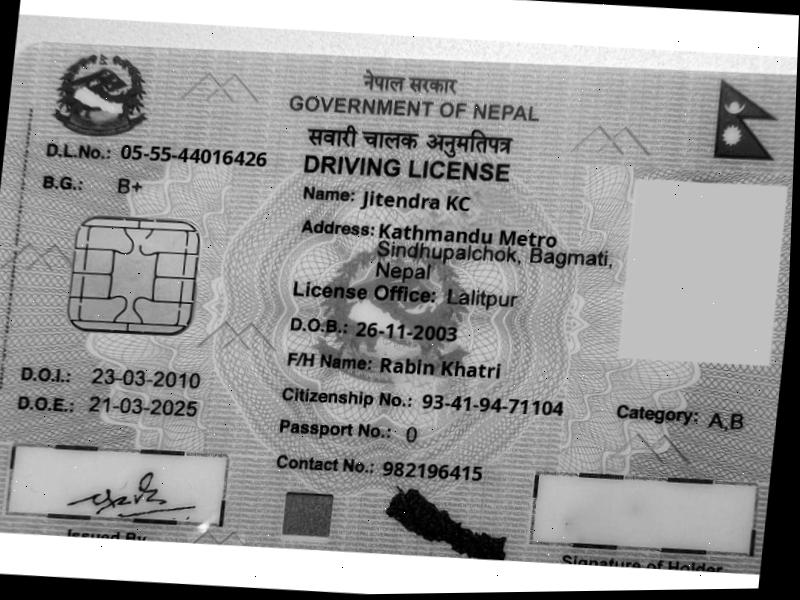 नेपाल सरकार
GOVERNMENT OF NEPAL
सवारी चालक अनुमतिपत्र
DRIVING LICENSE
D.L.No.: 05-55-44016426
B.G.: B+
Name: Jitendra KC
Address: Kathmandu Metro
Sindhupalchok, Bagmati,
Nepal
License Office: Lalitpur
D.O.B.: 26-11-2003
F/H Name: Rabin Khatri
D.O.I.: 23-03-2010
D.O.E.: 21-03-2025
Citizenship No.: 93-41-94-71104
Category: A,B
Passport No.: 0
Contact No.: 982196415
Issued By
Signature of Holder